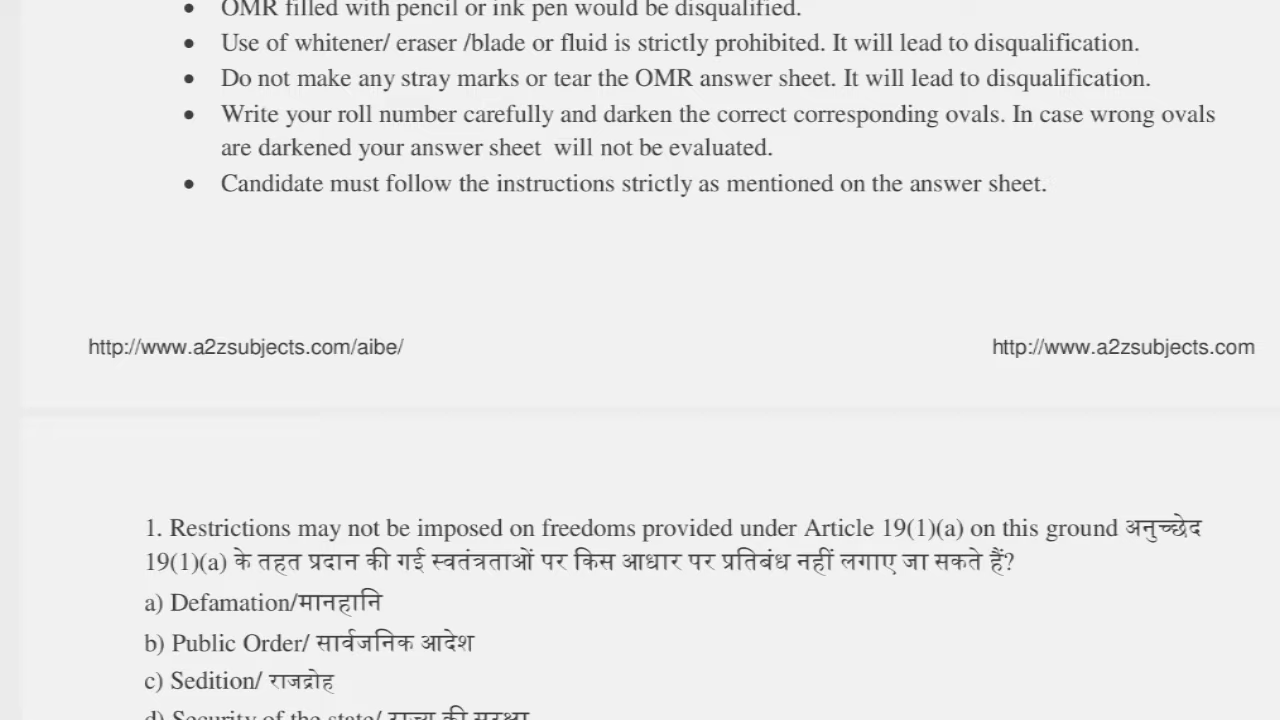 OMR filled with pencil or ink pen would be disqualified.
Use of whitener/ eraser /blade or fluid is strictly prohibited. It will lead to disqualification.
Do not make any stray marks or tear the OMR answer sheet. It will lead to disqualification.
Write your roll number carefully and darken the correct corresponding ovals. In case wrong ovals
are darkened your answer sheet will not be evaluated.
Candidate must follow the instructions strictly as mentioned on the answer sheet.
http://www.a2zsubjects.com/aibe/ http://www.a2zsubjects.com
1. Restrictions may not be imposed on freedoms provided under Article 19(1)(a) on this ground अनुच्छेद
19(1)(a) के तहत प्रदान की गई स्वतंत्रताओं पर किस आधार पर प्रतिबंध नहीं लगाए जा सकते हैं?
a) Defamation/मानहानि
b) Public Order/ सार्वजनिक आदेश
c) Sedition/ राजद्रोह
d) Security of the state/ राज्य की सुरक्षा